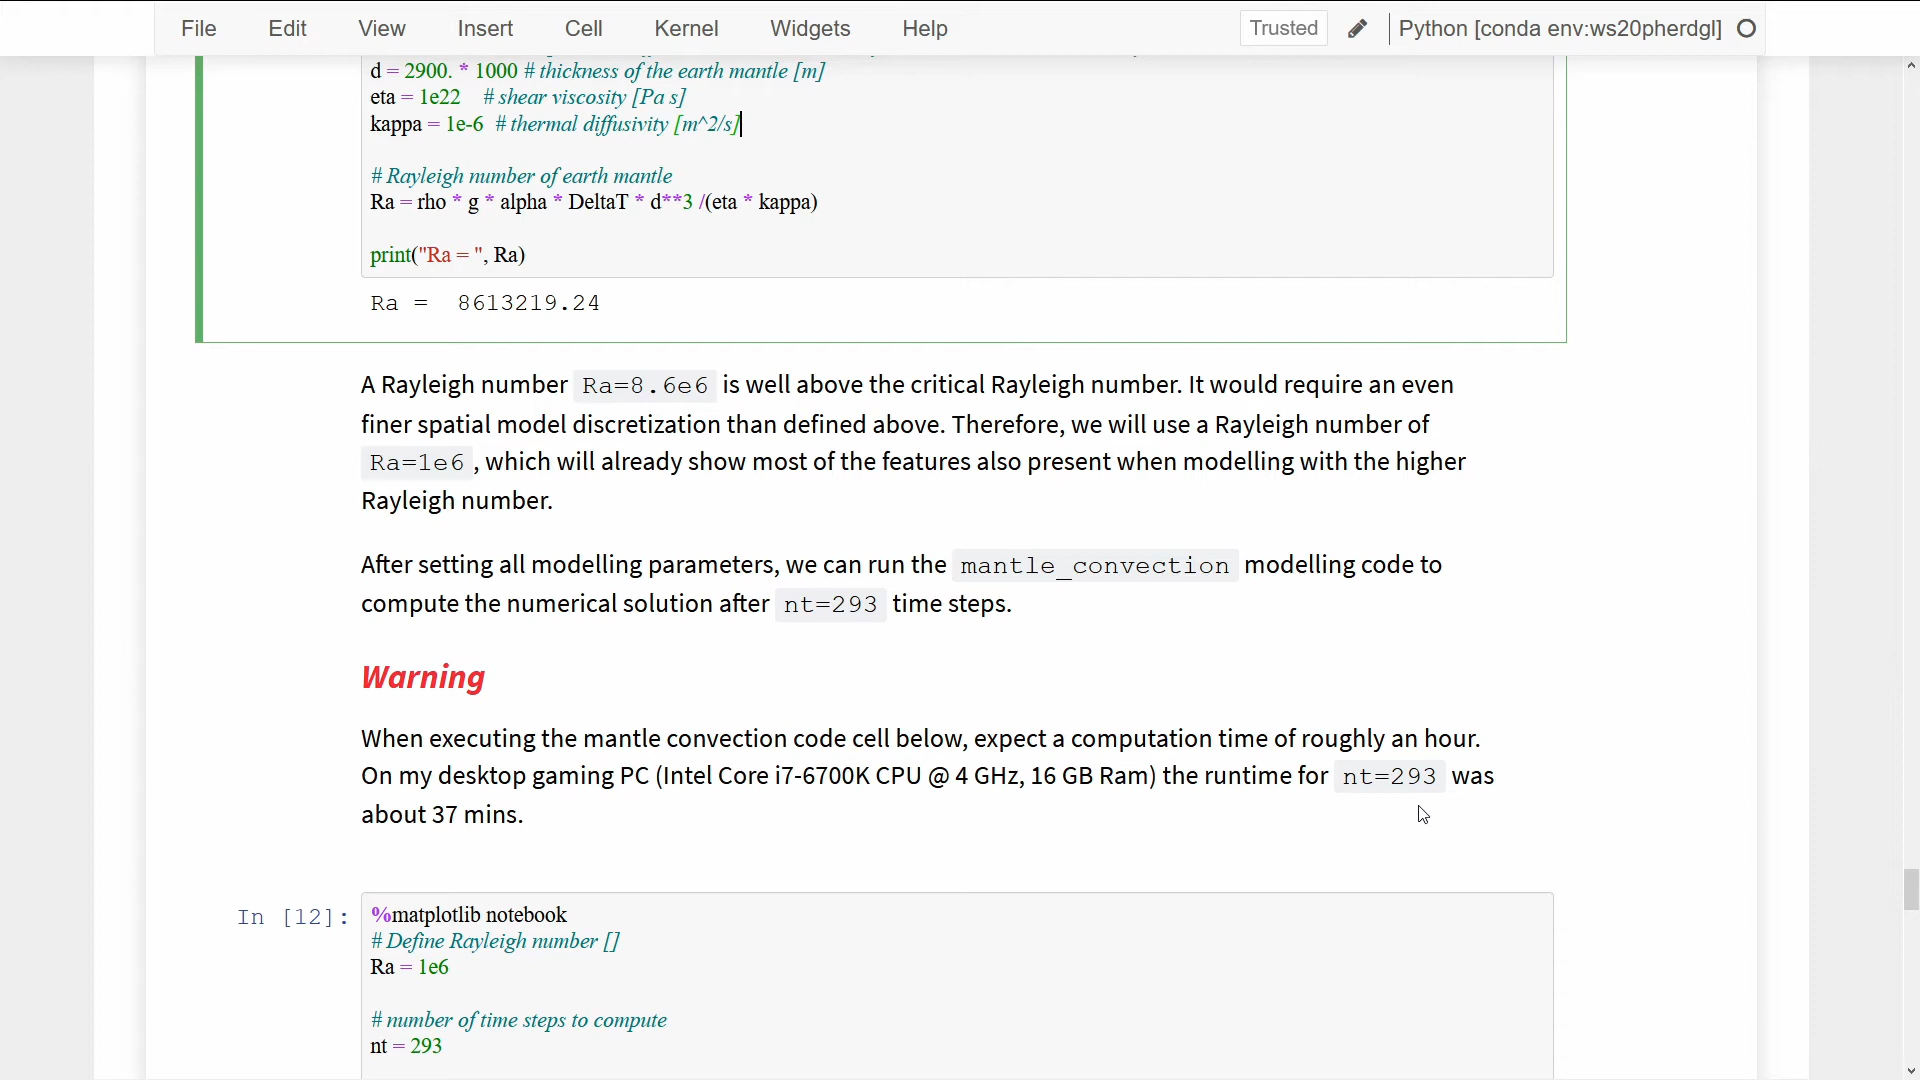 File Edit View Insert Cell Kernel Widgets Help Trusted Python [conda env:ws20pherdgl]
d = 2900. * 1000 # thickness of the earth mantle [m]
eta = 1e22 # shear viscosity [Pa s]
kappa = 1e-6 # thermal diffusivity [m^2/s]
# Rayleigh number of earth mantle
Ra = rho * g * alpha * DeltaT * d**3 /(eta * kappa)
print("Ra = ", Ra)
Ra = 8613219.24
A Rayleigh number Ra=8.6e6 is well above the critical Rayleigh number. It would require an even
finer spatial model discretization than defined above. Therefore, we will use a Rayleigh number of
Ra=1e6 , which will already show most of the features also present when modelling with the higher
Rayleigh number.
After setting all modelling parameters, we can run the mantle_convection modelling code to
compute the numerical solution after nt=293 time steps.
Warning
When executing the mantle convection code cell below, expect a computation time of roughly an hour.
On my desktop gaming PC (Intel Core i7-6700K CPU @ 4 GHz, 16 GB Ram) the runtime for nt=293 was
about 37 mins.
In [12]: %matplotlib notebook
# Define Rayleigh number []
Ra = 1e6
# number of time steps to compute
nt = 293